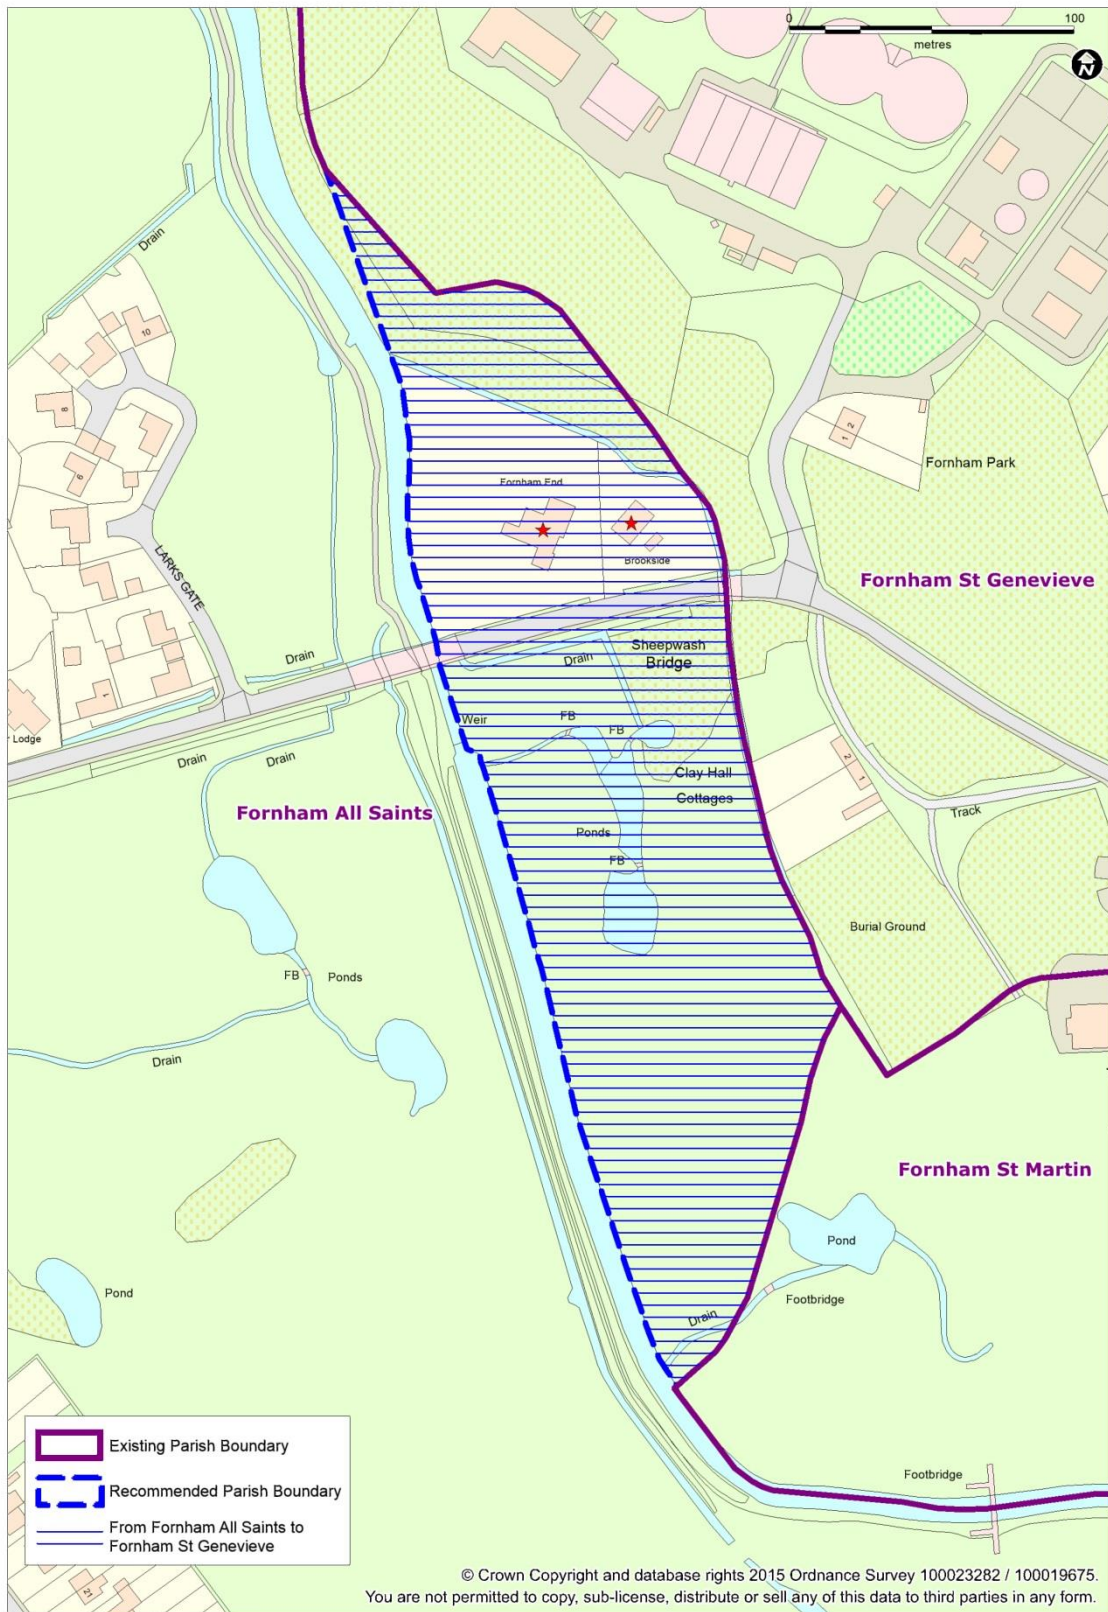 0
100
metres
N
Drain
10
8
6
LARKS GATE
1
Drain
r Lodge
Drain
Drain
1 2
Fornham Park
Fornham End
Brookside
Fornham St Genevieve
Sheepwash
Bridge
Drain
Weir
FB
FB
Clay Hall
Cottages
2
1
Track
Fornham All Saints
Ponds
FB
Burial Ground
FB
Ponds
Drain
Fornham St Martin
Pond
Pond
Footbridge
Drain
Footbridge
21
Existing Parish Boundary
Recommended Parish Boundary
From Fornham All Saints to
Fornham St Genevieve
© Crown Copyright and database rights 2015 Ordnance Survey 100023282 / 100019675.
You are not permitted to copy, sub-license, distribute or sell any of this data to third parties in any form.